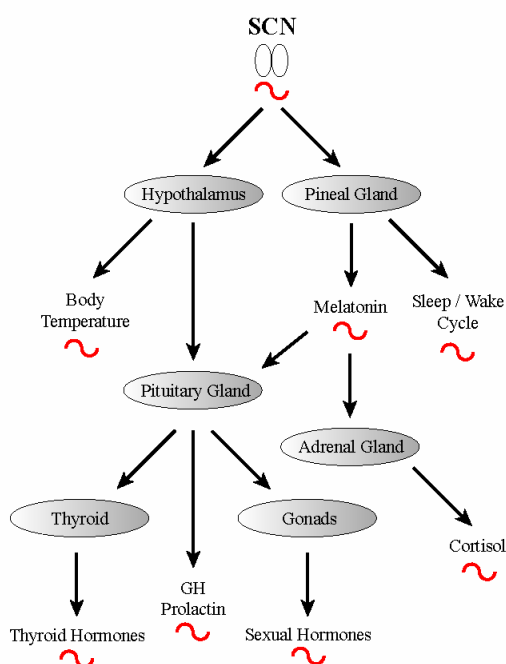 SCN
Hypothalamus
Pineal Gland
Body
Temperature
Melatonin
Sleep / Wake
Cycle
Pituitary Gland
Adrenal Gland
Thyroid
Gonads
Cortisol
GH
Prolactin
Thyroid Hormones
Sexual Hormones